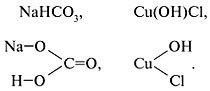 NaHCO₃, Cu(OH)Cl,
Na—O
C=O,
H—O
OH
Cu
Cl
.